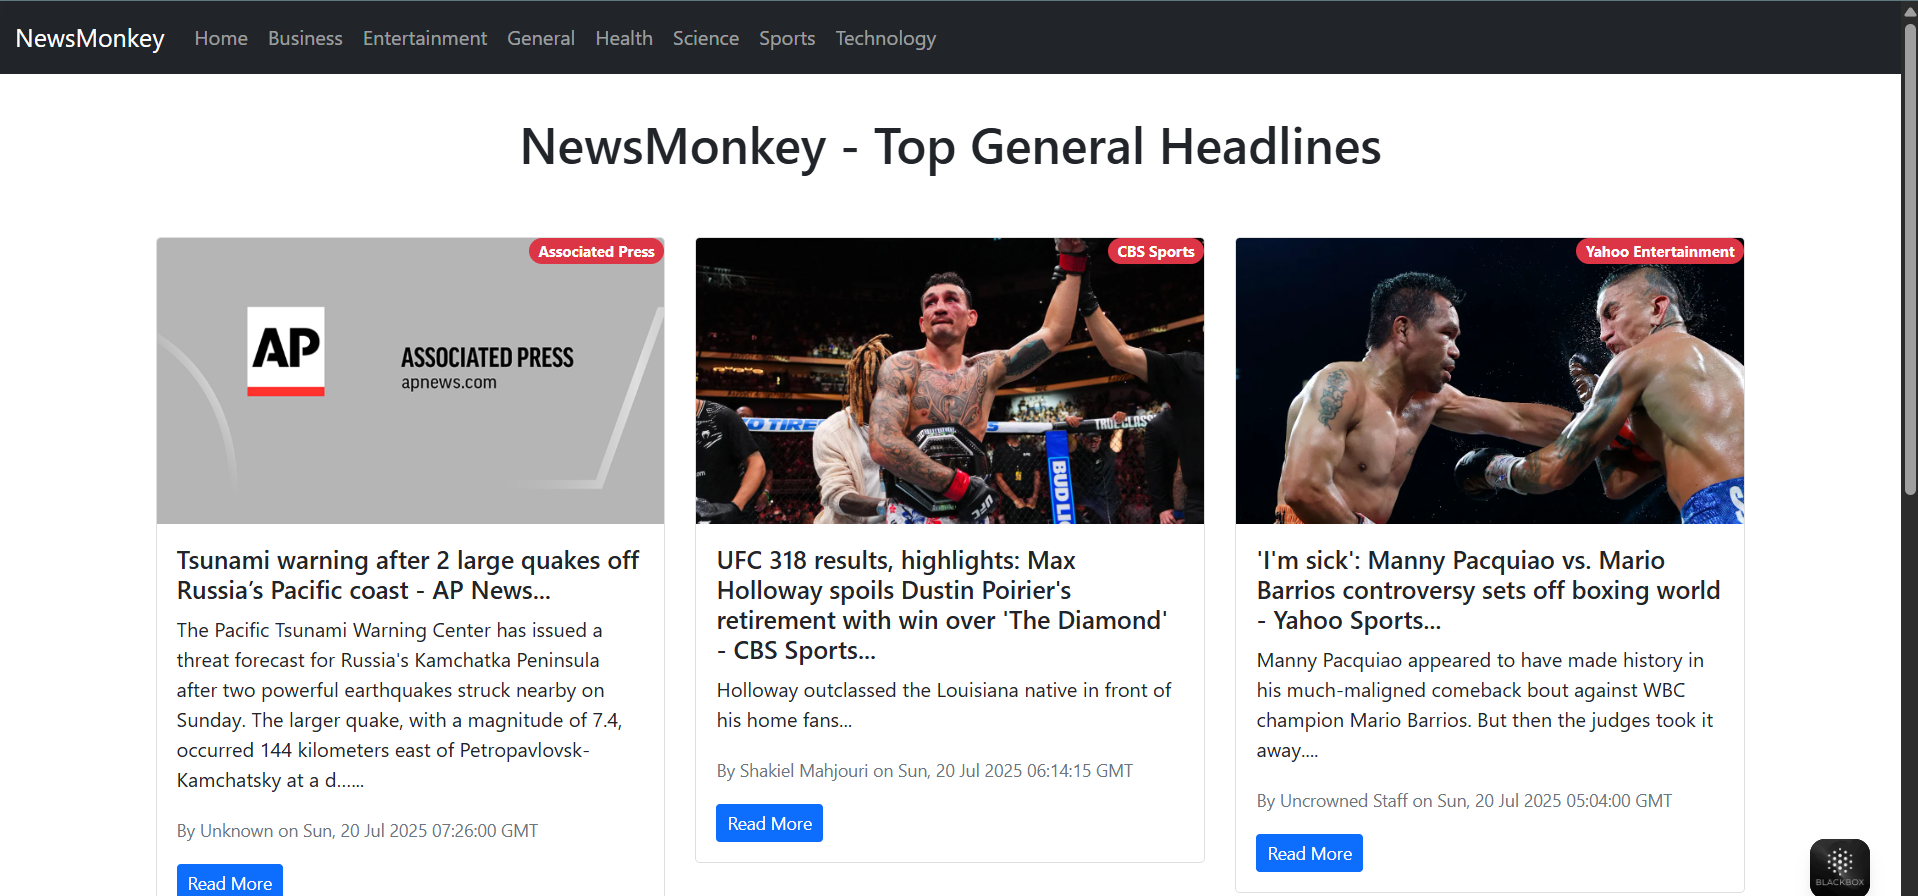 NewsMonkey Home Business Entertainment General Health Science Sports Technology
NewsMonkey - Top General Headlines
Associated Press
AP
ASSOCIATED PRESS
apnews.com
Tsunami warning after 2 large quakes off
Russia’s Pacific coast - AP News...
The Pacific Tsunami Warning Center has issued a
threat forecast for Russia's Kamchatka Peninsula
after two powerful earthquakes struck nearby on
Sunday. The larger quake, with a magnitude of 7.4,
occurred 144 kilometers east of Petropavlovsk-
Kamchatsky at a d…...
By Unknown on Sun, 20 Jul 2025 07:26:00 GMT
Read More
CBS Sports
BUD LI
UFC
UFC 318 results, highlights: Max
Holloway spoils Dustin Poirier's
retirement with win over 'The Diamond'
- CBS Sports...
Holloway outclassed the Louisiana native in front of
his home fans...
By Shakiel Mahjouri on Sun, 20 Jul 2025 06:14:15 GMT
Read More
Yahoo Entertainment
'I'm sick': Manny Pacquiao vs. Mario
Barrios controversy sets off boxing world
- Yahoo Sports...
Manny Pacquiao appeared to have made history in
his much-maligned comeback bout against WBC
champion Mario Barrios. But then the judges took it
away....
By Uncrowned Staff on Sun, 20 Jul 2025 05:04:00 GMT
Read More
BLACKBOX